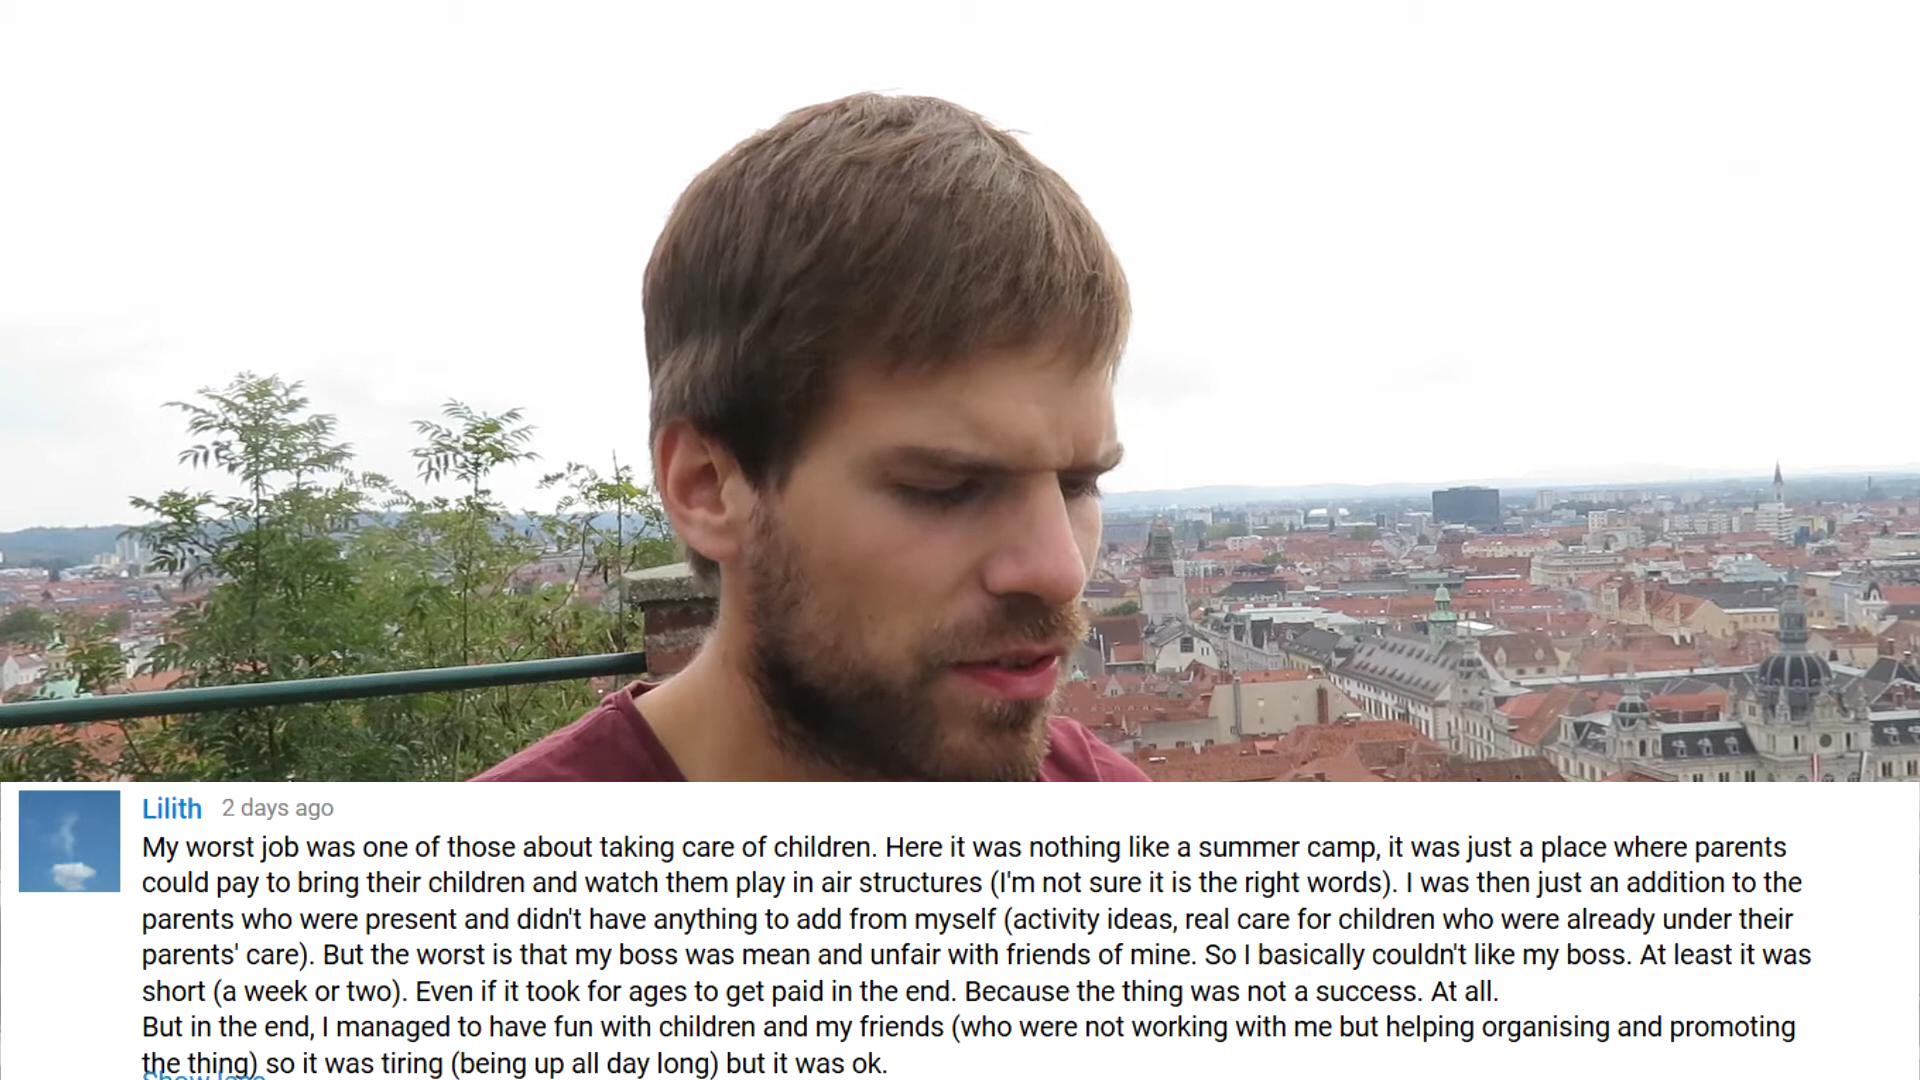 Lilith 2 days ago
My worst job was one of those about taking care of children. Here it was nothing like a summer camp, it was just a place where parents
could pay to bring their children and watch them play in air structures (I'm not sure it is the right words). I was then just an addition to the
parents who were present and didn't have anything to add from myself (activity ideas, real care for children who were already under their
parents' care). But the worst is that my boss was mean and unfair with friends of mine. So I basically couldn't like my boss. At least it was
short (a week or two). Even if it took for ages to get paid in the end. Because the thing was not a success. At all.
But in the end, I managed to have fun with children and my friends (who were not working with me but helping organising and promoting
the thing) so it was tiring (being up all day long) but it was ok.
Show less